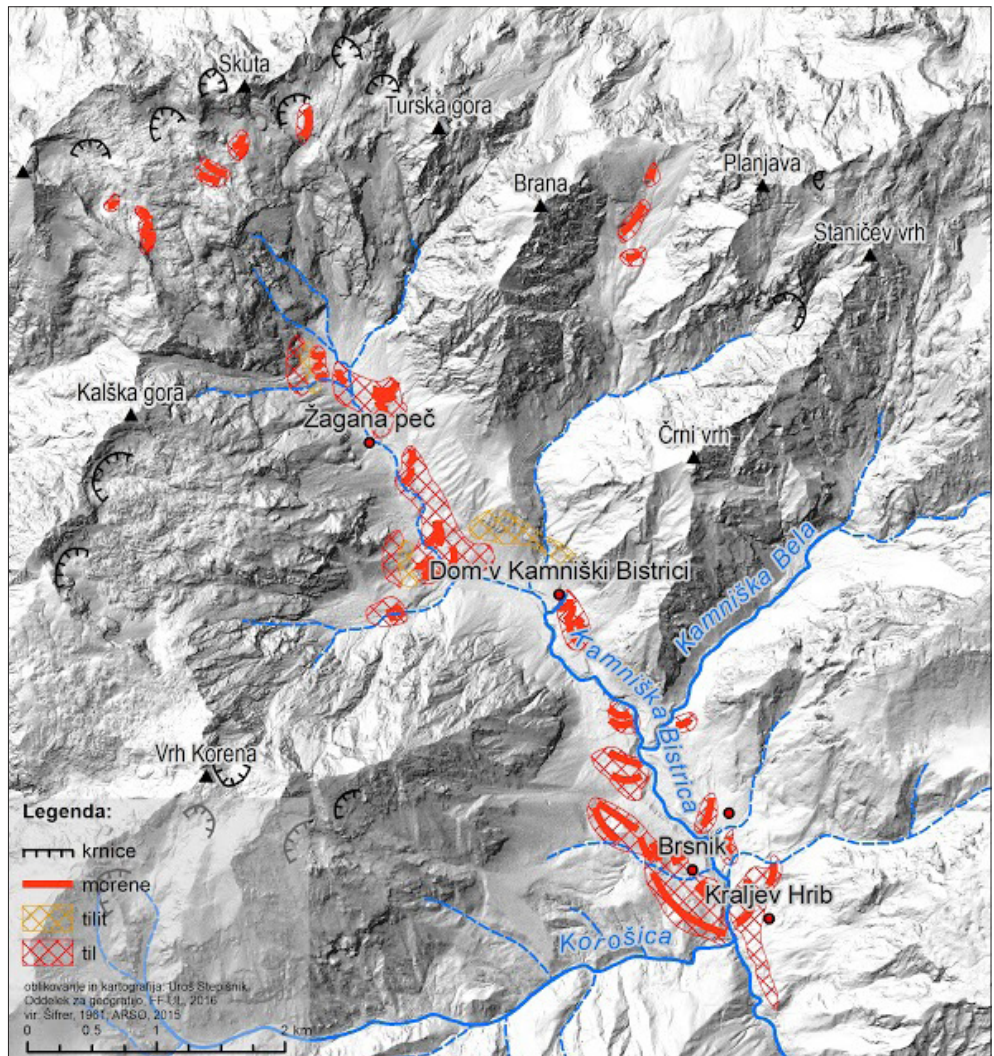 Skuta
Turska gora
Planjava
Brana
Staničev vrh
Kalška gora
Žagana peč
Črni vrh
Dom v Kamniški Bistrici
Kamniška Bela
Kamniška Bistrica
Vrh Korena
Brsnik
Kraljev Hrib
Korošica
Legenda:
krnice
morene
tilit
til
oblikovanje in kartografija: Uroš Stepišnik
Oddelek za geografijo, FF UL, 2016
vir: Šifrer, 1961, ARSO, 2015
0 0.5 1 2 km